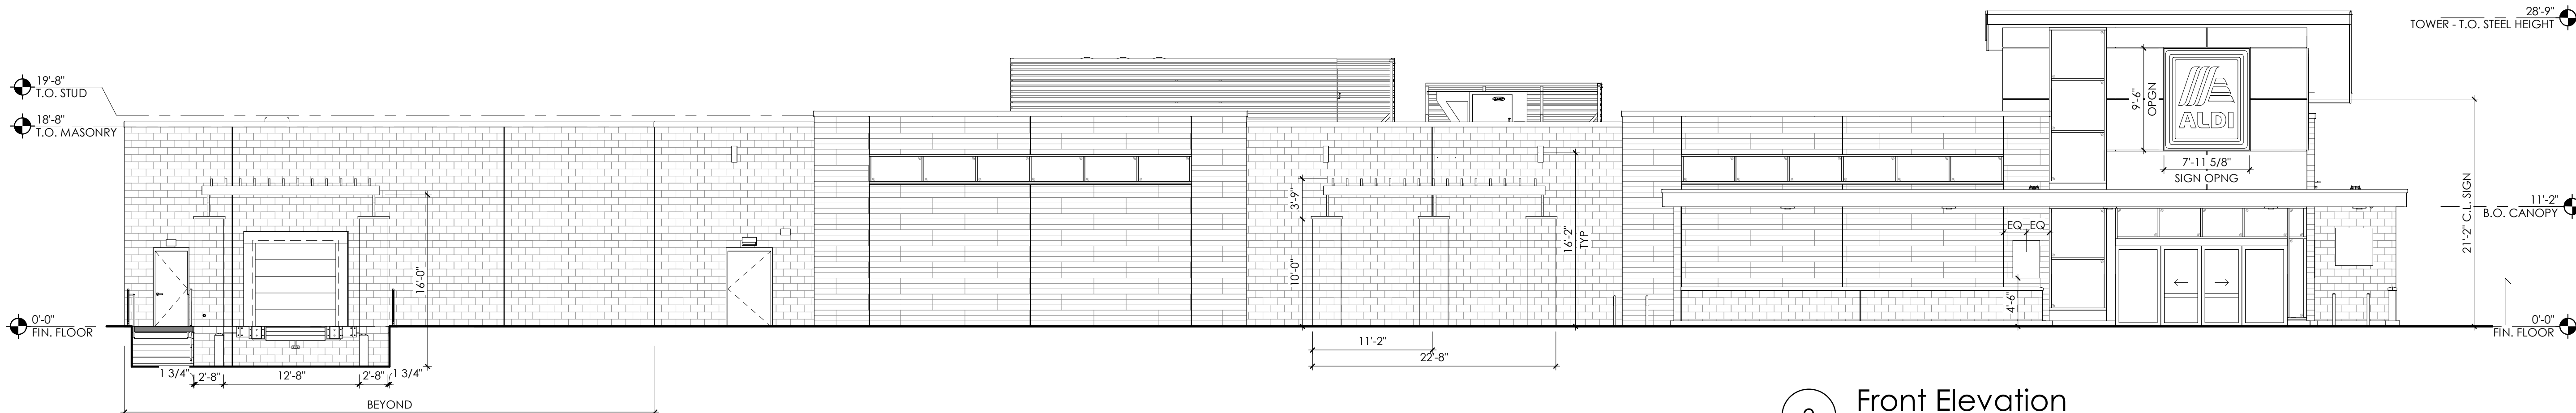 19'-8"
T.O. STUD
18'-8"
T.O. MASONRY
0'-0"
FIN. FLOOR
16'-0"
1 3/4"
2'-8"
12'-8"
2'-8"
1 3/4"
BEYOND
3'-9"
10'-0"
16'-2"
TYP
11'-2"
22'-8"
EQ
EQ
4'-6"
9'-6"
OPGN
ALDI
7'-11 5/8"
SIGN OPNG
28'-9"
TOWER - T.O. STEEL HEIGHT
21'-2" C.L. SIGN
11'-2"
B.O. CANOPY
0'-0"
FIN. FLOOR
Front Elevation